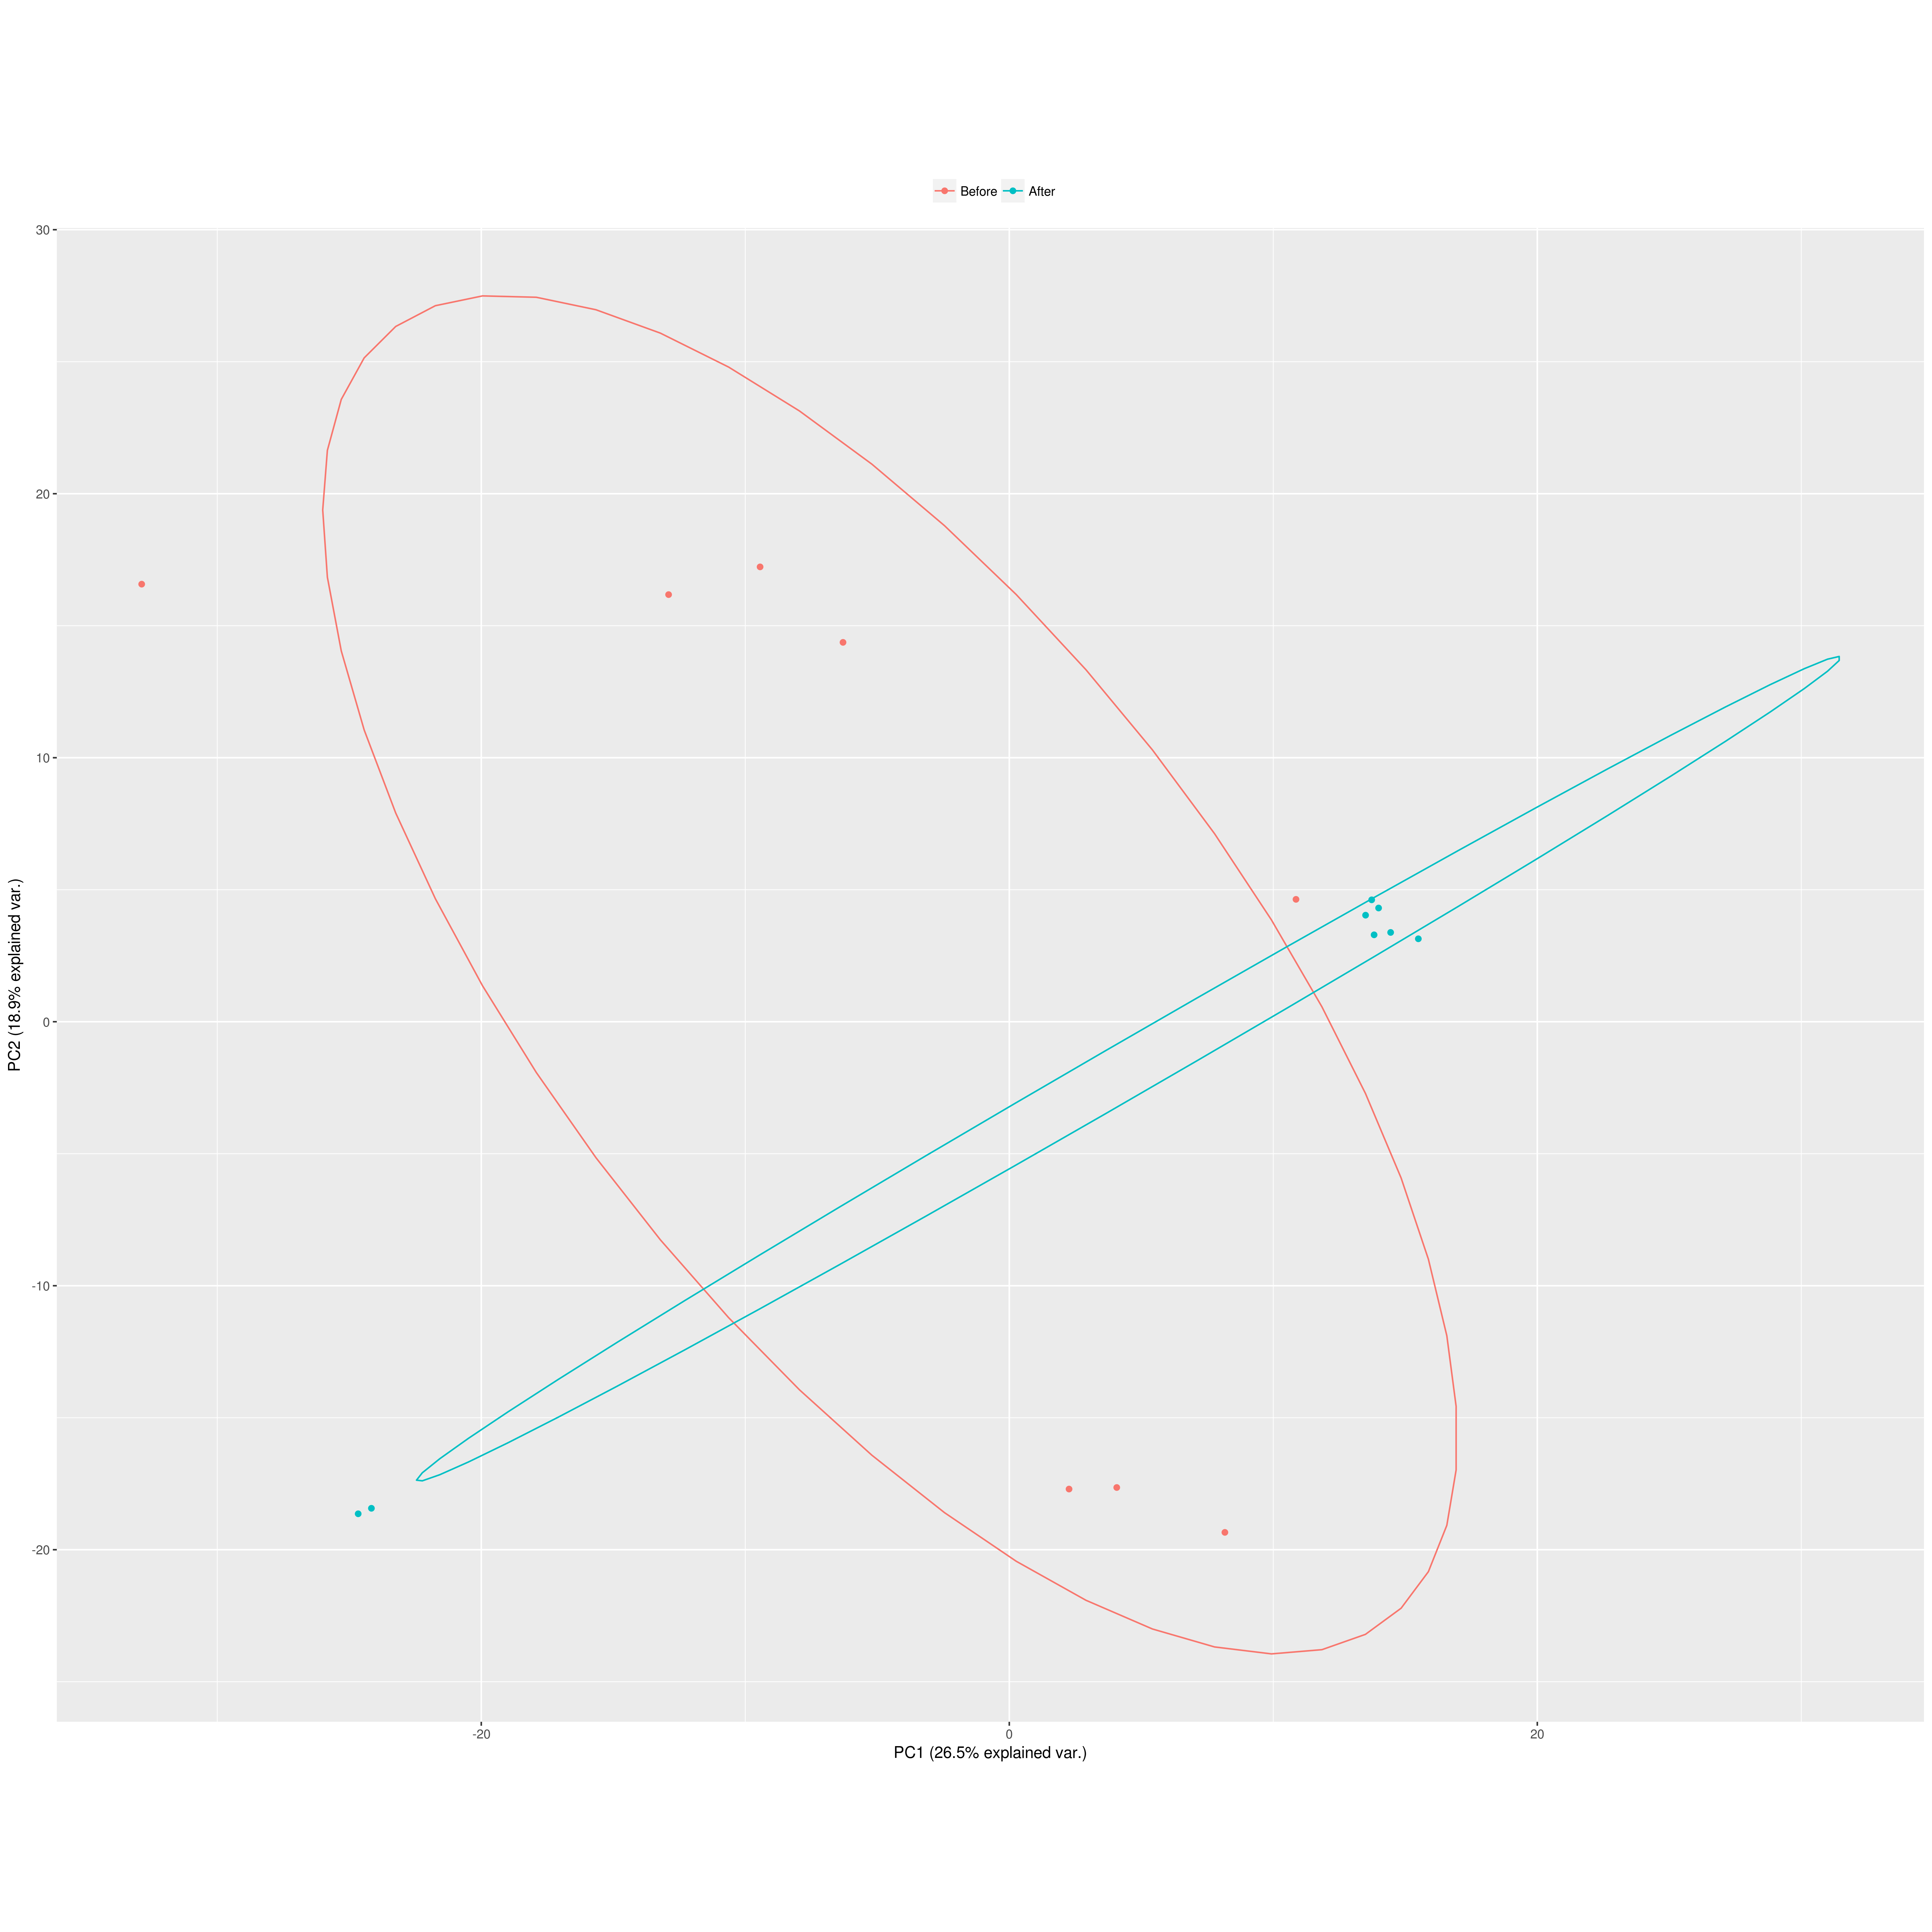 Before After
30
20
10
0
-10
-20
PC2 (18.9% explained var.)
-20 0 20
PC1 (26.5% explained var.)